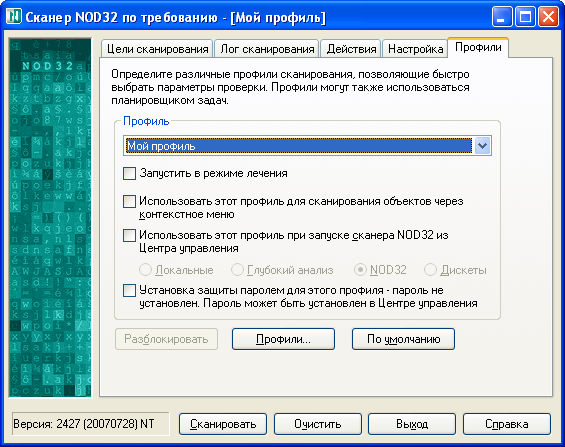 Сканер NOD32 по требованию - [Мой профиль]
NOD32
Цели сканирования Лог сканирования Действия Настройка Профили
Определите различные профили сканирования, позволяющие быстро
выбрать параметры проверки. Профили могут также использоваться
планировщиком задач.
Профиль
Мой профиль
Запустить в режиме лечения
Использовать этот профиль для сканирования объектов через
контекстное меню
Использовать этот профиль при запуске сканера NOD32 из
Центра управления
Локальные Глубокий анализ NOD32 Дискеты
Установка защиты паролем для этого профиля - пароль не
установлен. Пароль может быть установлен в Центре управления
Разблокировать Профили... По умолчанию
Версия: 2427 (20070728) NT Сканировать Очистить Выход Справка